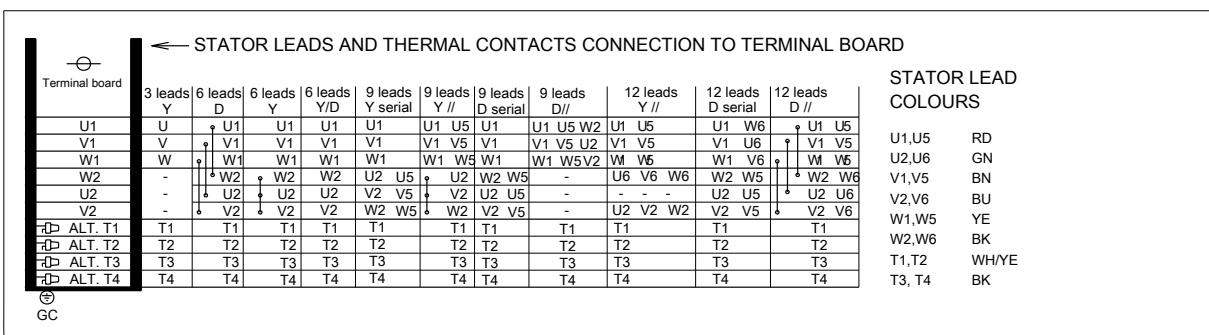 STATOR LEADS AND THERMAL CONTACTS CONNECTION TO TERMINAL BOARD
Terminal board
3 leads 6 leads 6 leads 6 leads 9 leads 9 leads 9 leads 9 leads 12 leads 12 leads 12 leads
Y D Y Y/D Y serial Y // D serial D// Y // D serial D //
U1 U U1 U1 U1 U1 U1 U5 U1 U1 U5 W2 U1 U5 U1 W6 U1 U5
V1 V V1 V1 V1 V1 V1 V5 V1 V1 V5 U2 V1 V5 V1 U6 V1 V5
W1 W W1 W1 W1 W1 W1 W5 W1 W1 W5 V2 W1 W5 W1 V6 W1 W5
W2 - W2 W2 W2 U2 U5 U2 W2 W5 - U6 V6 W6 W2 W5 W2 W6
U2 - U2 U2 U2 V2 V5 V2 U2 U5 - - - - U2 U5 U2 U6
V2 - V2 V2 V2 W2 W5 W2 V2 V5 - U2 V2 W2 V2 V5 V2 V6
ALT. T1 T1 T1 T1 T1 T1 T1 T1 T1 T1 T1 T1
ALT. T2 T2 T2 T2 T2 T2 T2 T2 T2 T2 T2 T2
ALT. T3 T3 T3 T3 T3 T3 T3 T3 T3 T3 T3 T3
ALT. T4 T4 T4 T4 T4 T4 T4 T4 T4 T4 T4 T4
GC
STATOR LEAD
COLOURS
U1,U5 RD
U2,U6 GN
V1,V5 BN
V2,V6 BU
W1,W5 YE
W2,W6 BK
T1,T2 WH/YE
T3, T4 BK